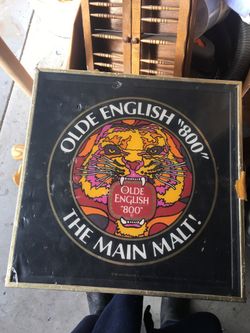 OLDE ENGLISH "800"
OLDE
ENGLISH
"800"
THE MAIN MALT!